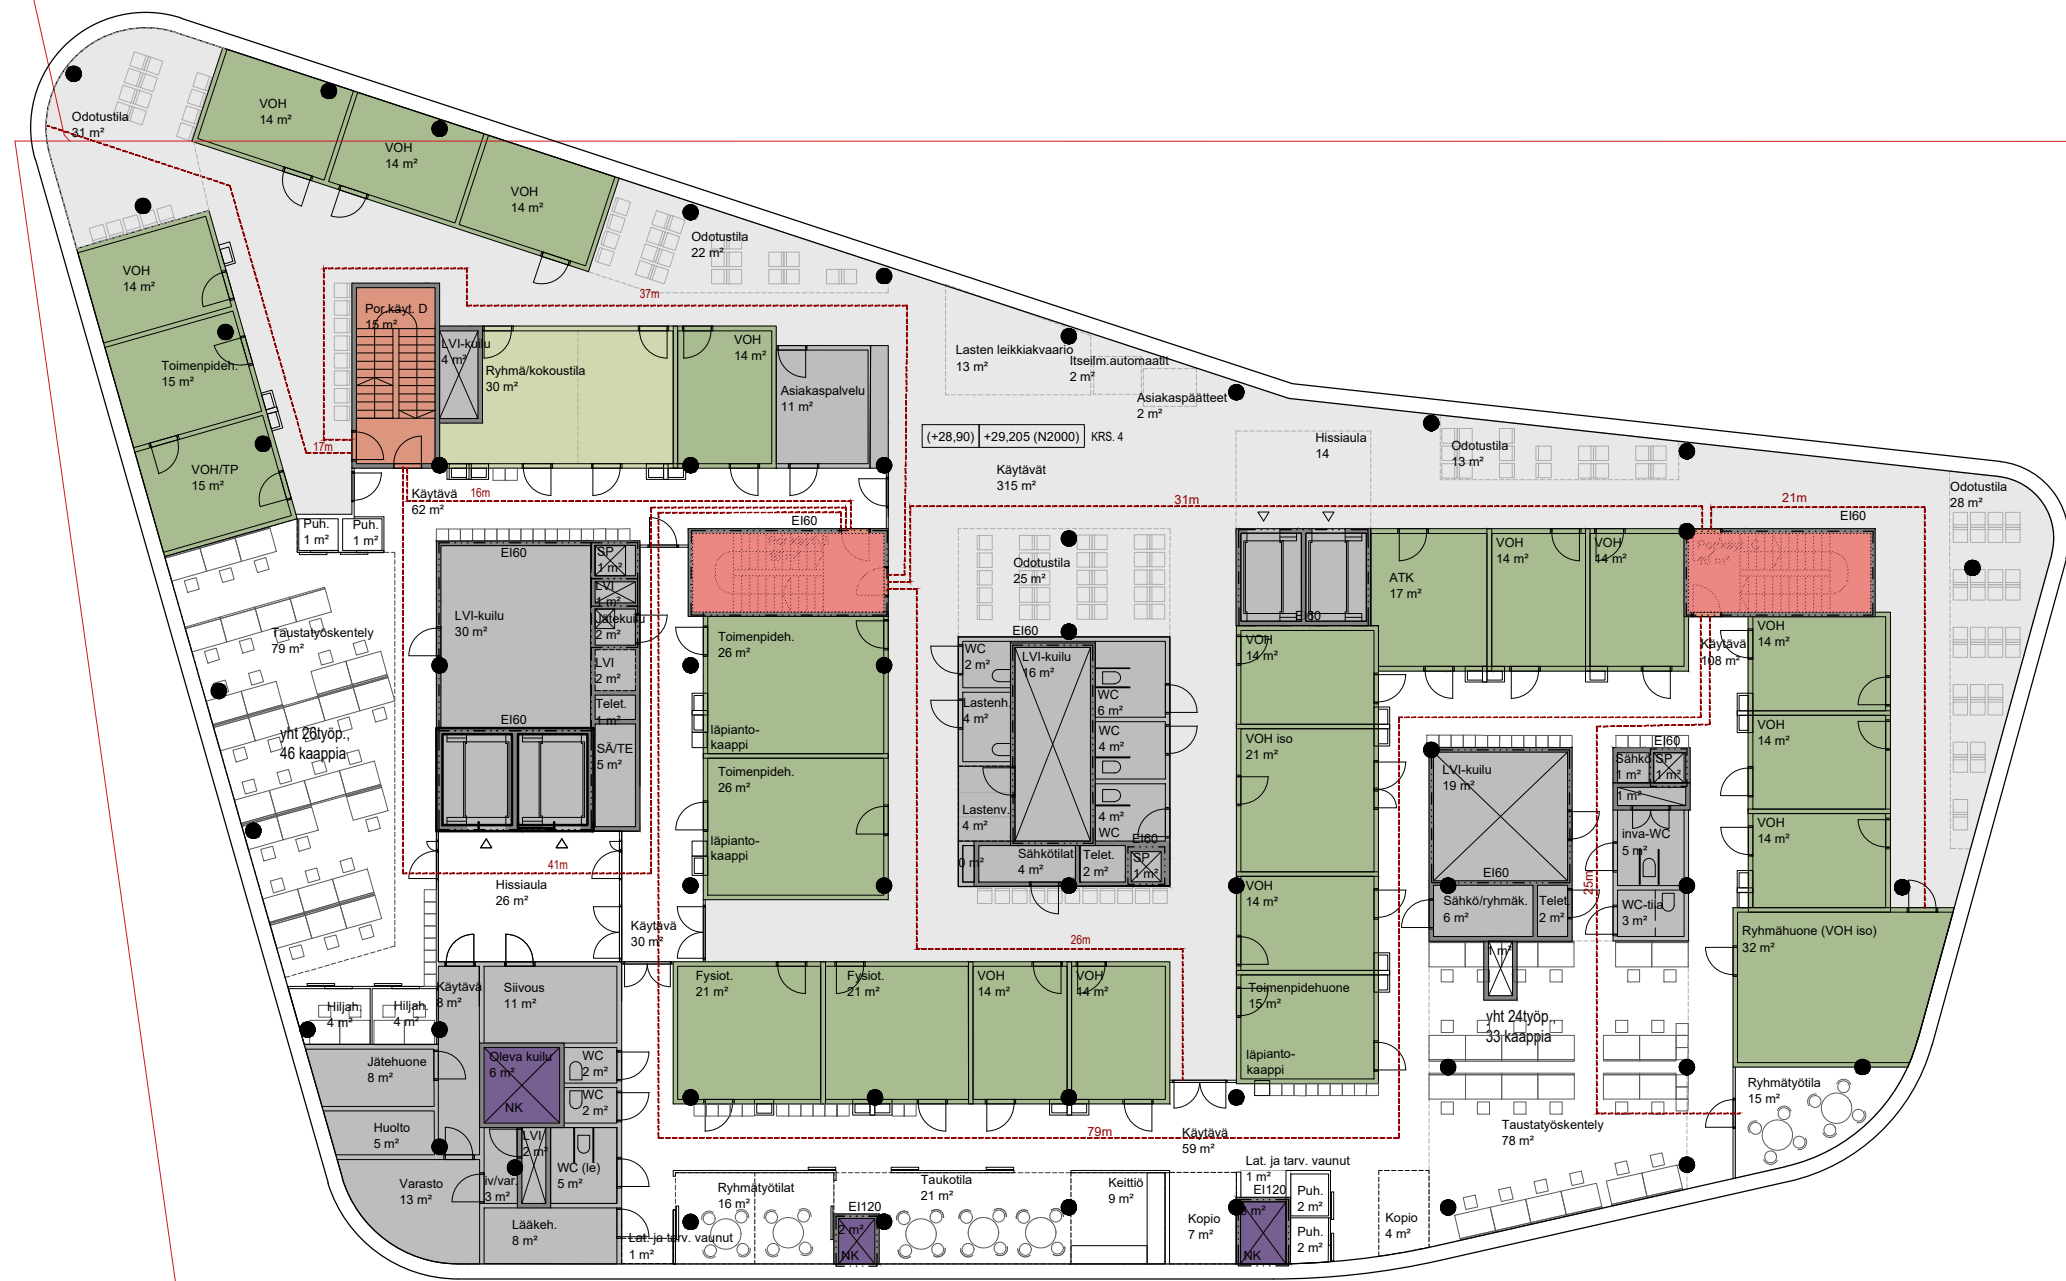 Odotustila
31 m²
VOH
14 m²
VOH
14 m²
VOH
14 m²
Odotustila
22 m²
VOH
14 m²
Toimenpideh.
15 m²
VOH/TP
15 m²
37m
17m
Por.käyt. D
15 m²
LVI-kuilu
4 m²
Ryhmä/kokoustila
30 m²
VOH
14 m²
Asiakaspalvelu
11 m²
Lasten leikkiakvaario
13 m²
Itseilm.automaatit
2 m²
Asiakaspäätteet
2 m²
(+28,90) +29,205 (N2000) KRS. 4
Käytävät
315 m²
Hissiaula
14
Odotustila
13 m²
Odotustila
28 m²
Käytävä
62 m²
16m
31m
21m
Puh.
1 m²
Puh.
1 m²
EI60
EI60
EI60
SP
1 m²
LVI
1 m²
Jätekuilu
2 m²
LVI
2 m²
Telet.
1 m²
SÄ/TE
5 m²
LVI-kuilu
30 m²
EI60
Taustatyöskentely
79 m²
yht 26työp.,
46 kaappia
Toimenpideh.
26 m²
läpianto-
kaappi
Toimenpideh.
26 m²
läpianto-
kaappi
Odotustila
25 m²
EI60
WC
2 m²
LVI-kuilu
16 m²
Lastenh.
4 m²
WC
6 m²
WC
4 m²
Lastenv.
4 m²
4 m²
WC
0 m²
Sähkötilat
4 m²
Telet.
2 m²
EI60
SP
1 m²
EI60
ATK
17 m²
VOH
14 m²
VOH
14 m²
VOH
14 m²
VOH iso
21 m²
VOH
14 m²
Toimenpidehuone
15 m²
läpianto-
kaappi
Käytävä
108 m²
VOH
14 m²
VOH
14 m²
VOH
14 m²
LVI-kuilu
19 m²
EI60
EI60
Sähkö
1 m²
SP
1 m²
1 m²
inva-WC
5 m²
WC-tila
3 m²
Sähkö/ryhmäk.
6 m²
Telet.
2 m²
1 m²
25m
Ryhmähuone (VOH iso)
32 m²
yht 24työp.,
33 kaappia
Ryhmätyötila
15 m²
Taustatyöskentely
78 m²
41m
Hissiaula
26 m²
Käytävä
30 m²
26m
Fysiot.
21 m²
Fysiot.
21 m²
VOH
14 m²
VOH
14 m²
Käytävä
8 m²
Siivous
11 m²
Hiljah.
4 m²
Hiljah.
4 m²
Oleva kuilu
6 m²
NK
WC
2 m²
WC
2 m²
Jätehuone
8 m²
Huolto
5 m²
LVI
2 m²
WC (le)
5 m²
iv/var.
3 m²
Varasto
13 m²
Lääkeh.
8 m²
Lat. ja tarv. vaunut
1 m²
79m
Käytävä
59 m²
Ryhmätyötilat
16 m²
Taukotila
21 m²
EI120
2 m²
NK
Keittiö
9 m²
Kopio
7 m²
Lat. ja tarv. vaunut
1 m²
EI120
NK
Puh.
2 m²
Puh.
2 m²
Kopio
4 m²